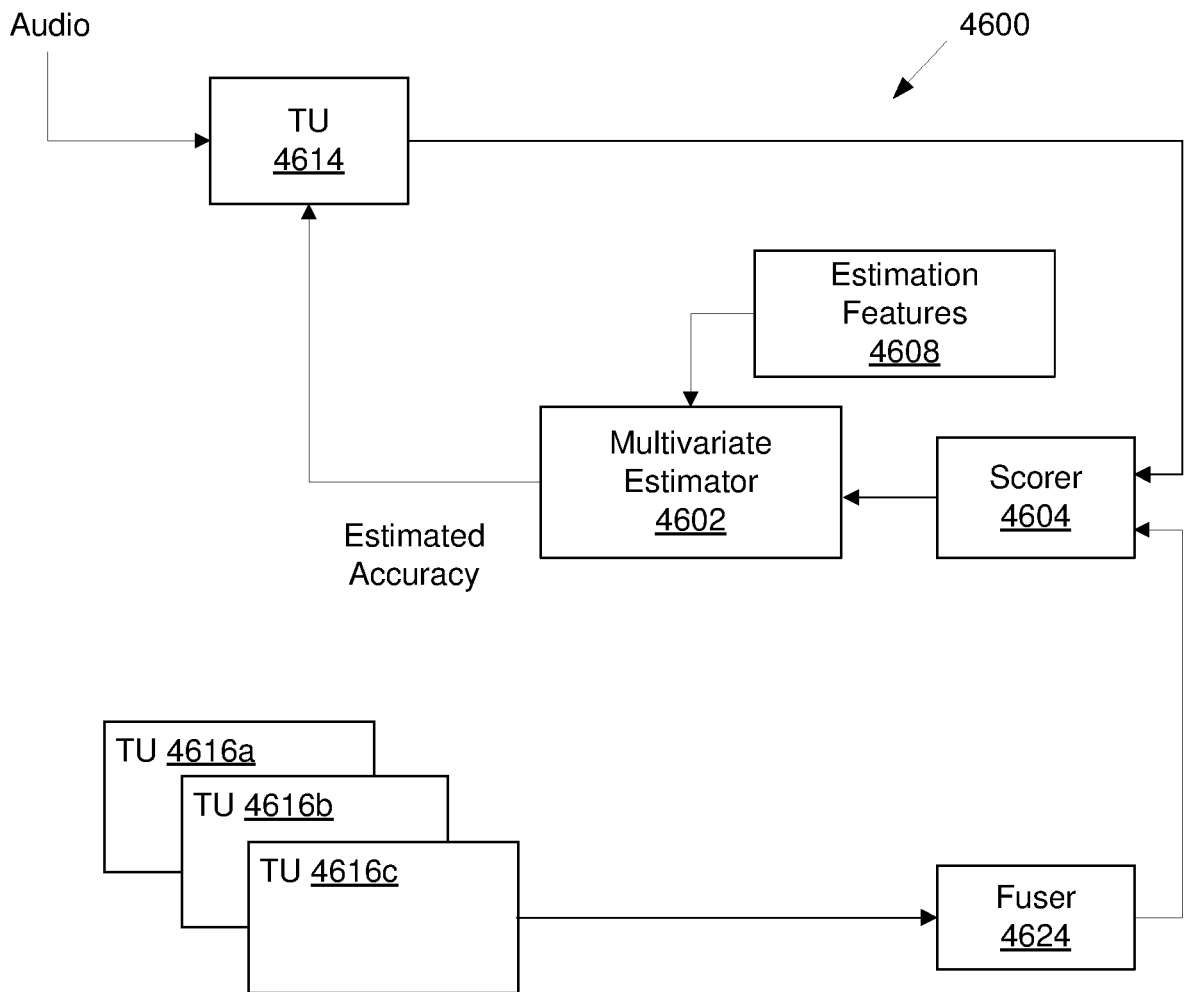 Audio
4600
TU
4614
Estimation
Features
4608
Multivariate
Estimator
4602
Scorer
4604
Estimated
Accuracy
TU 4616a
TU 4616b
TU 4616c
Fuser
4624